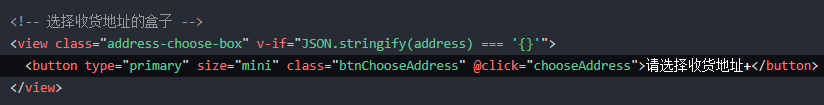 <!-- 选择收货地址的盒子 -->
<view class="address-choose-box" v-if="JSON.stringify(address) === '{}'">
<button type="primary" size="mini" class="btnChooseAddress" @click="chooseAddress">请选择收货地址+</button>
</view>